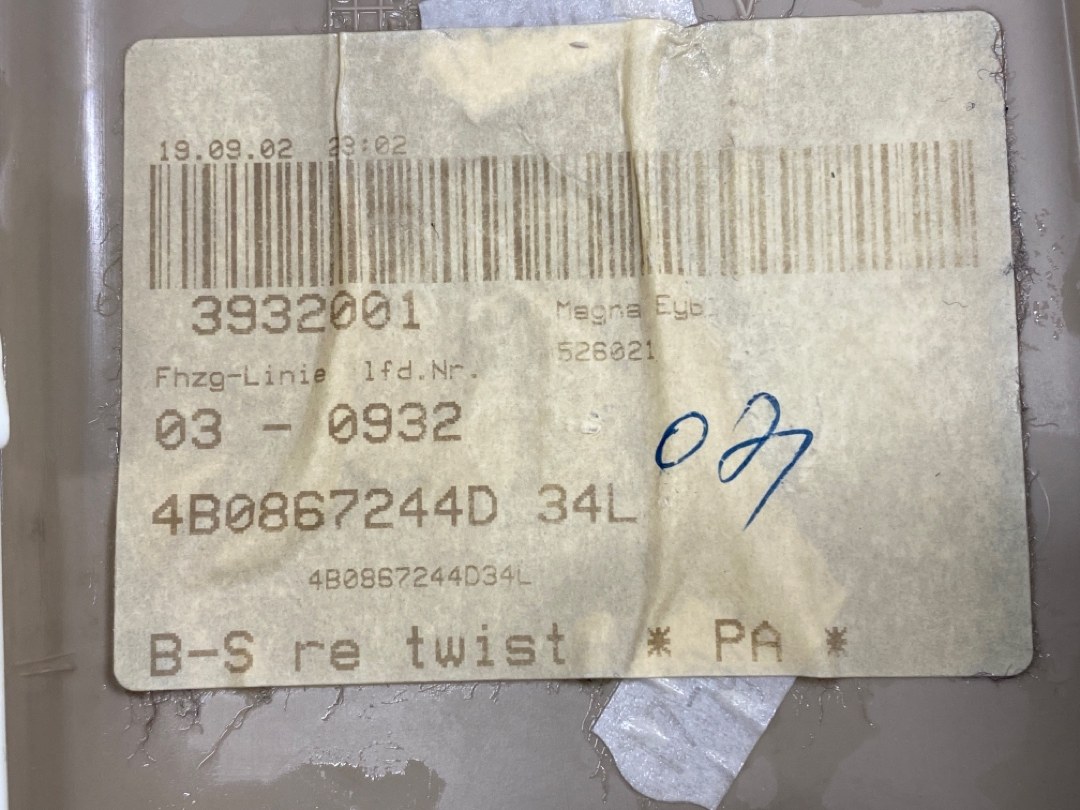 19.09.02 23:02
3932001
Magna Eybl
526021
Fhzg-Linie lfd.Nr.
03 - 0932
4B0867244D 34L
4B0867244D34L
B-S re twist * PA *